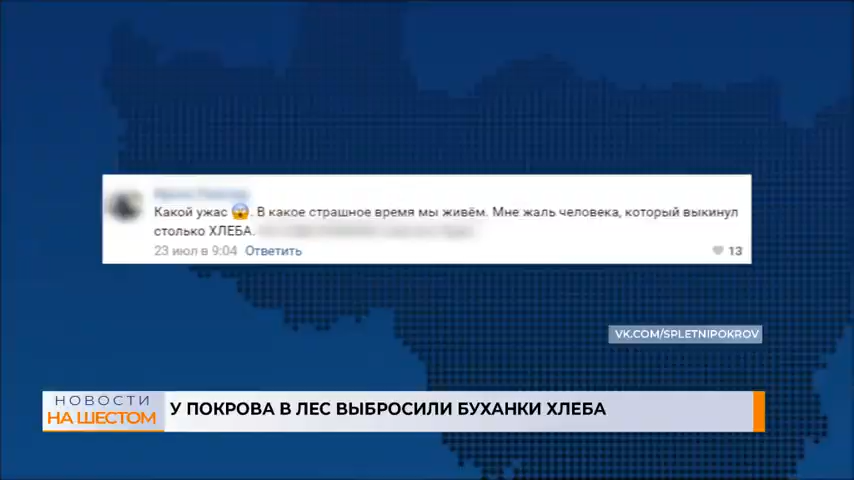 Какой ужас 😱. В какое страшное время мы живём. Мне жаль человека, который выкинул
столько ХЛЕБА.
23 июл в 9:04 Ответить
13
VK.COM/SPLETNIPOKROV
НОВОСТИ
НА ШЕСТОМ
У ПОКРОВА В ЛЕС ВЫБРОСИЛИ БУХАНКИ ХЛЕБА